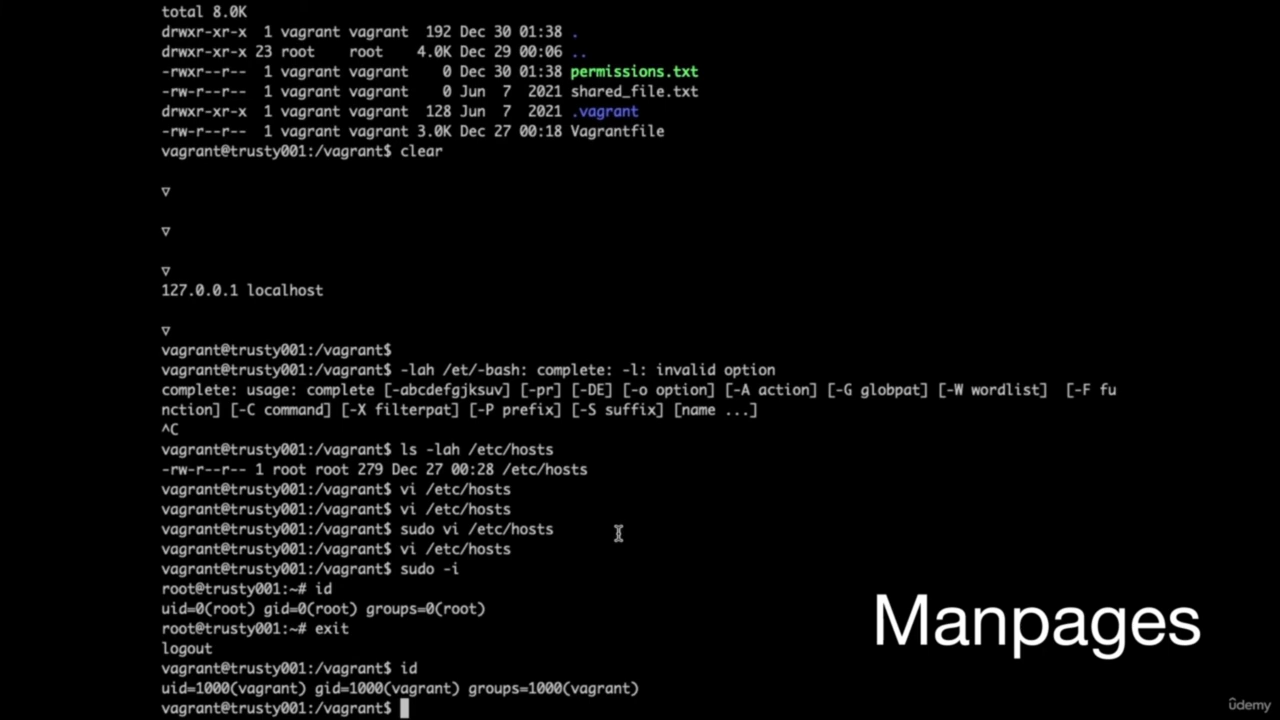 total 8.0K
drwxr-xr-x 1 vagrant vagrant 192 Dec 30 01:38 .
drwxr-xr-x 23 root root 4.0K Dec 29 00:06 ..
-rwxr--r-- 1 vagrant vagrant 0 Dec 30 01:38 permissions.txt
-rw-r--r-- 1 vagrant vagrant 0 Jun 7 2021 shared_file.txt
drwxr-xr-x 1 vagrant vagrant 128 Jun 7 2021 .vagrant
-rw-r--r-- 1 vagrant vagrant 3.0K Dec 27 00:18 Vagrantfile
vagrant@trusty001:/vagrant$ clear
▽
▽
▽
127.0.0.1 localhost
▽
vagrant@trusty001:/vagrant$
vagrant@trusty001:/vagrant$ -lah /et/-bash: complete: -l: invalid option
complete: usage: complete [-abcdefgjksuv] [-pr] [-DE] [-o option] [-A action] [-G globpat] [-W wordlist]  [-F fu
nction] [-C command] [-X filterpat] [-P prefix] [-S suffix] [name ...]
^C
vagrant@trusty001:/vagrant$ ls -lah /etc/hosts
-rw-r--r-- 1 root root 279 Dec 27 00:28 /etc/hosts
vagrant@trusty001:/vagrant$ vi /etc/hosts
vagrant@trusty001:/vagrant$ vi /etc/hosts
vagrant@trusty001:/vagrant$ sudo vi /etc/hosts
vagrant@trusty001:/vagrant$ vi /etc/hosts
vagrant@trusty001:/vagrant$ sudo -i
root@trusty001:~# id
uid=0(root) gid=0(root) groups=0(root)
root@trusty001:~# exit
logout
vagrant@trusty001:/vagrant$ id
uid=1000(vagrant) gid=1000(vagrant) groups=1000(vagrant)
vagrant@trusty001:/vagrant$
Manpages
ûdemy